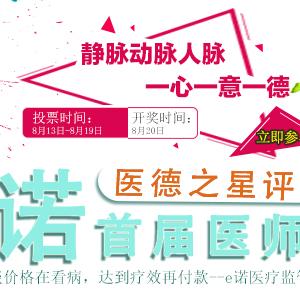 静脉动脉人脉
一心一意一德
投票时间：
8月13日-8月19日
开奖时间：
8月20日
立即参
医德之星评
诺
首届医师
价格在看病，达到疗效再付款--e诺医疗监